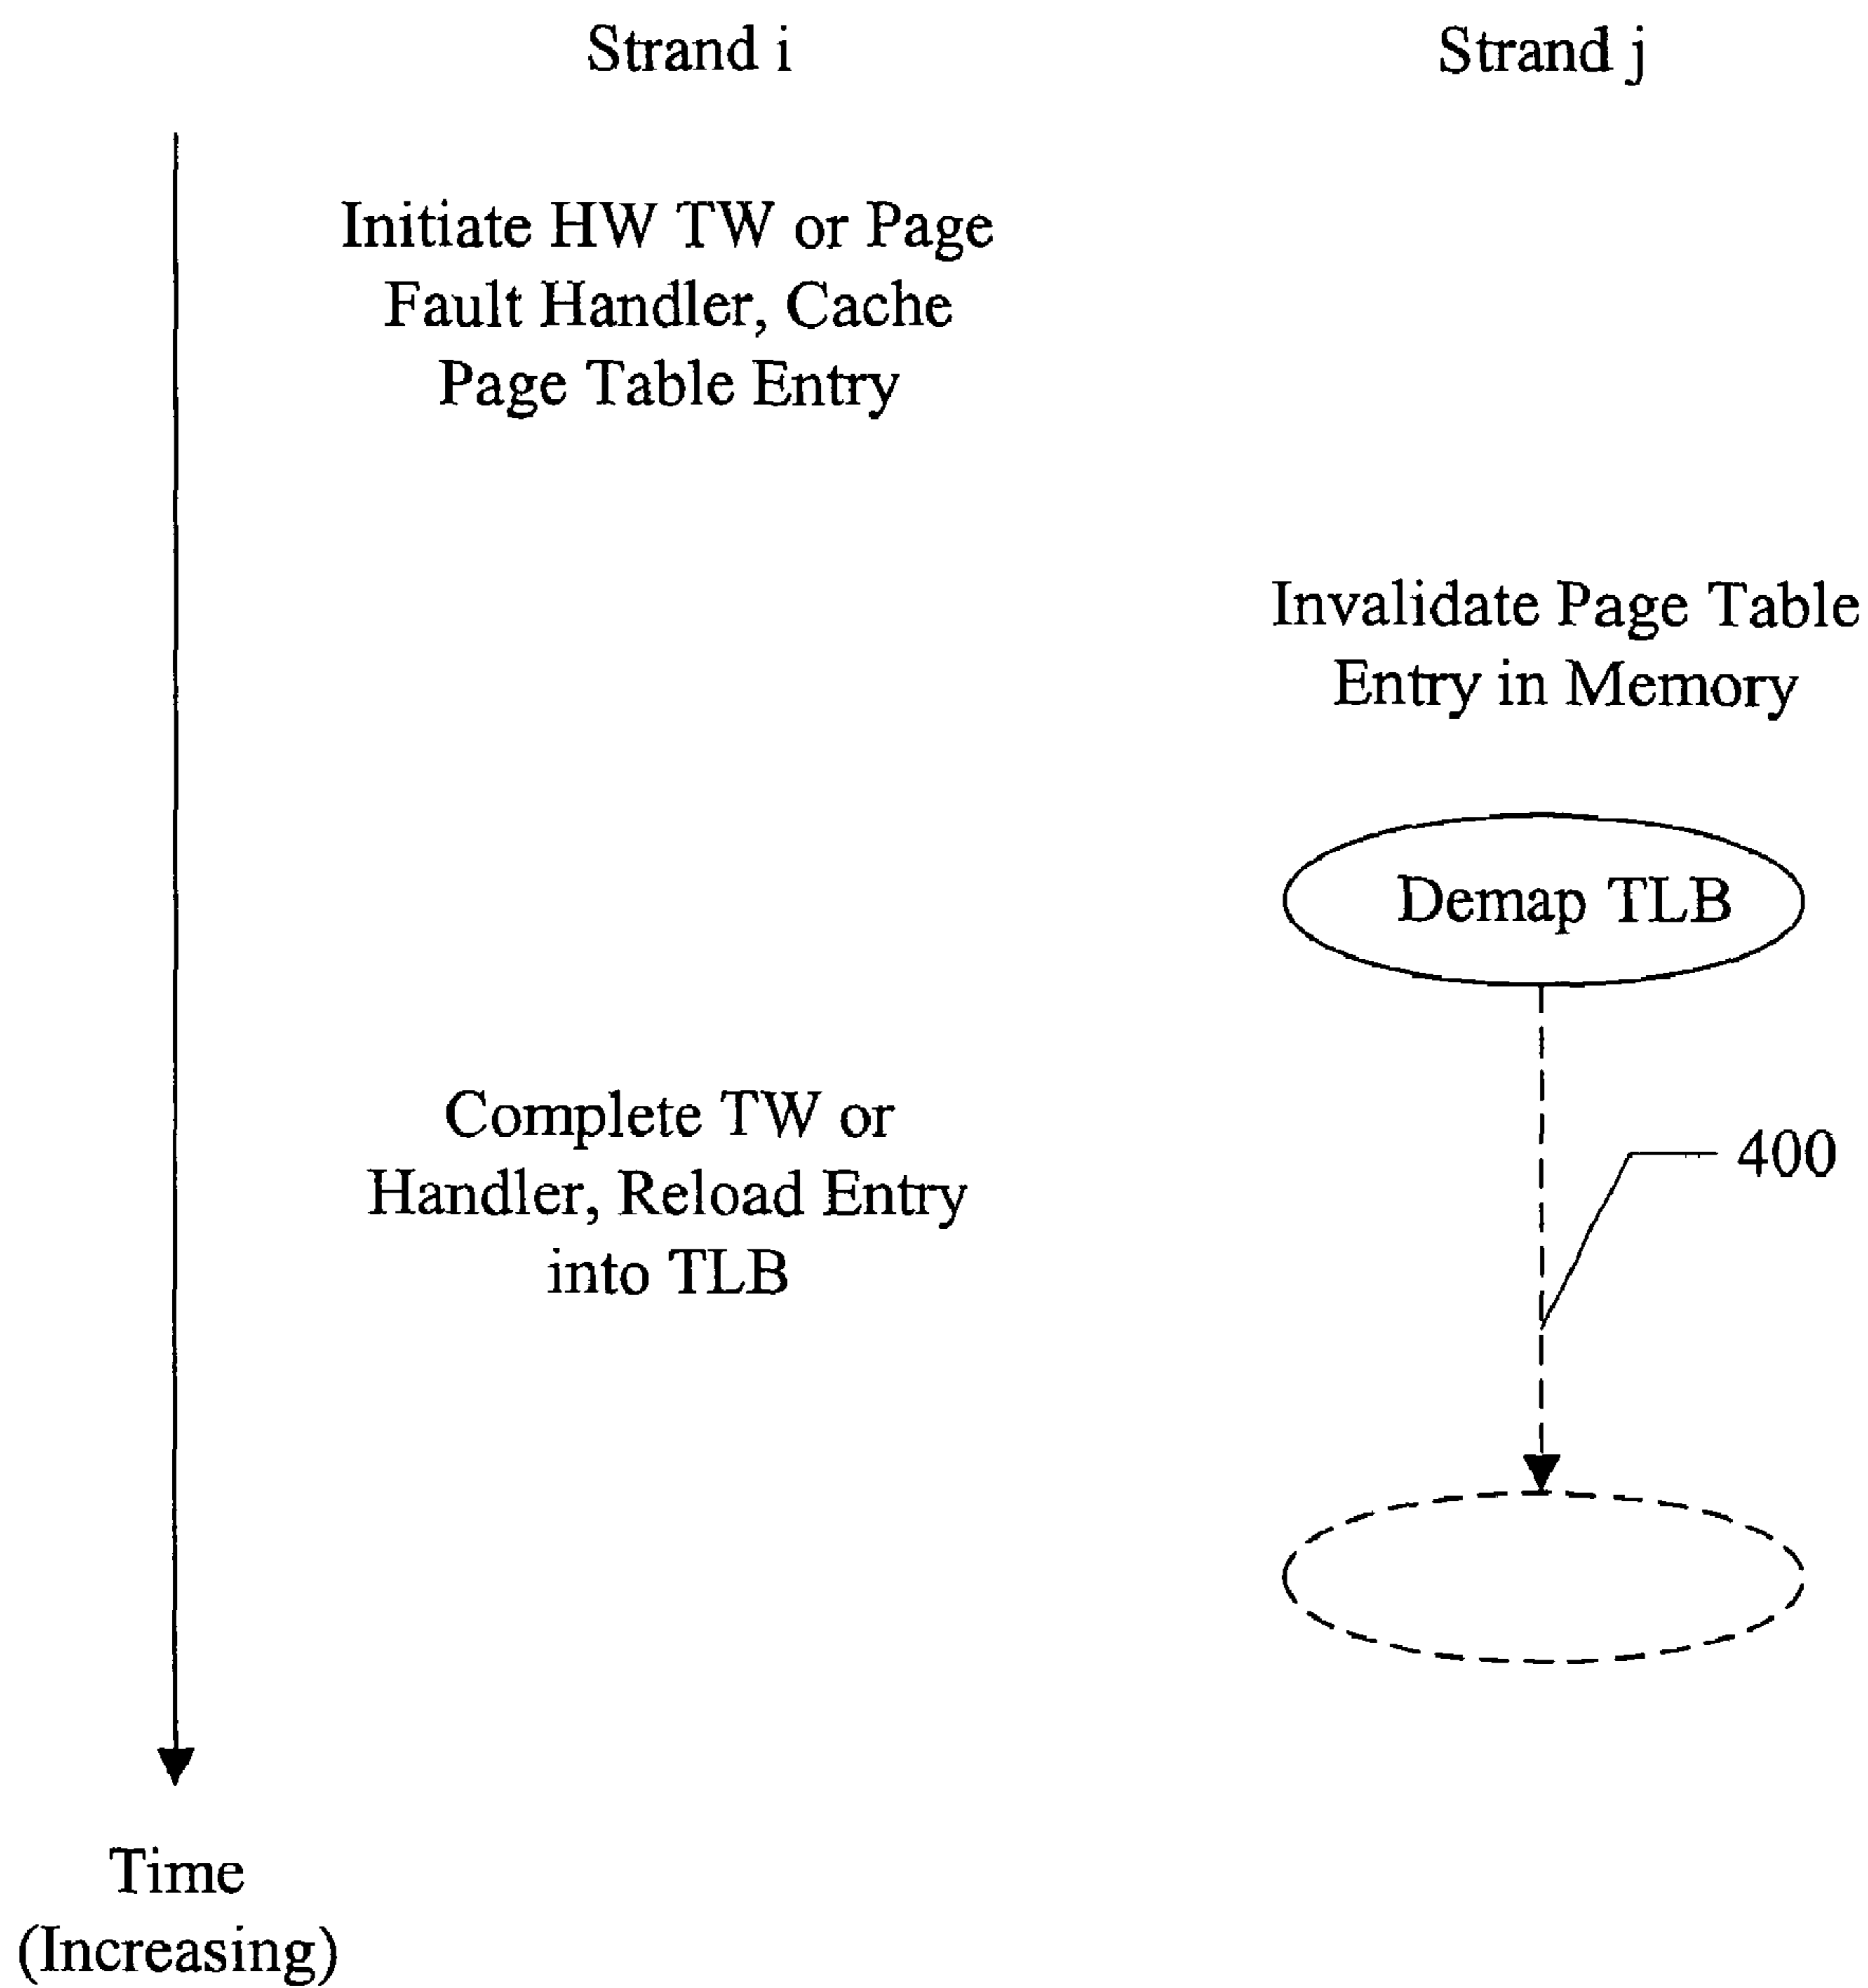 Strand i
Strand j
Initiate HW TW or Page
Fault Handler, Cache
Page Table Entry
Invalidate Page Table
Entry in Memory
Demap TLB
Complete TW or
Handler, Reload Entry
into TLB
400
Time
(Increasing)